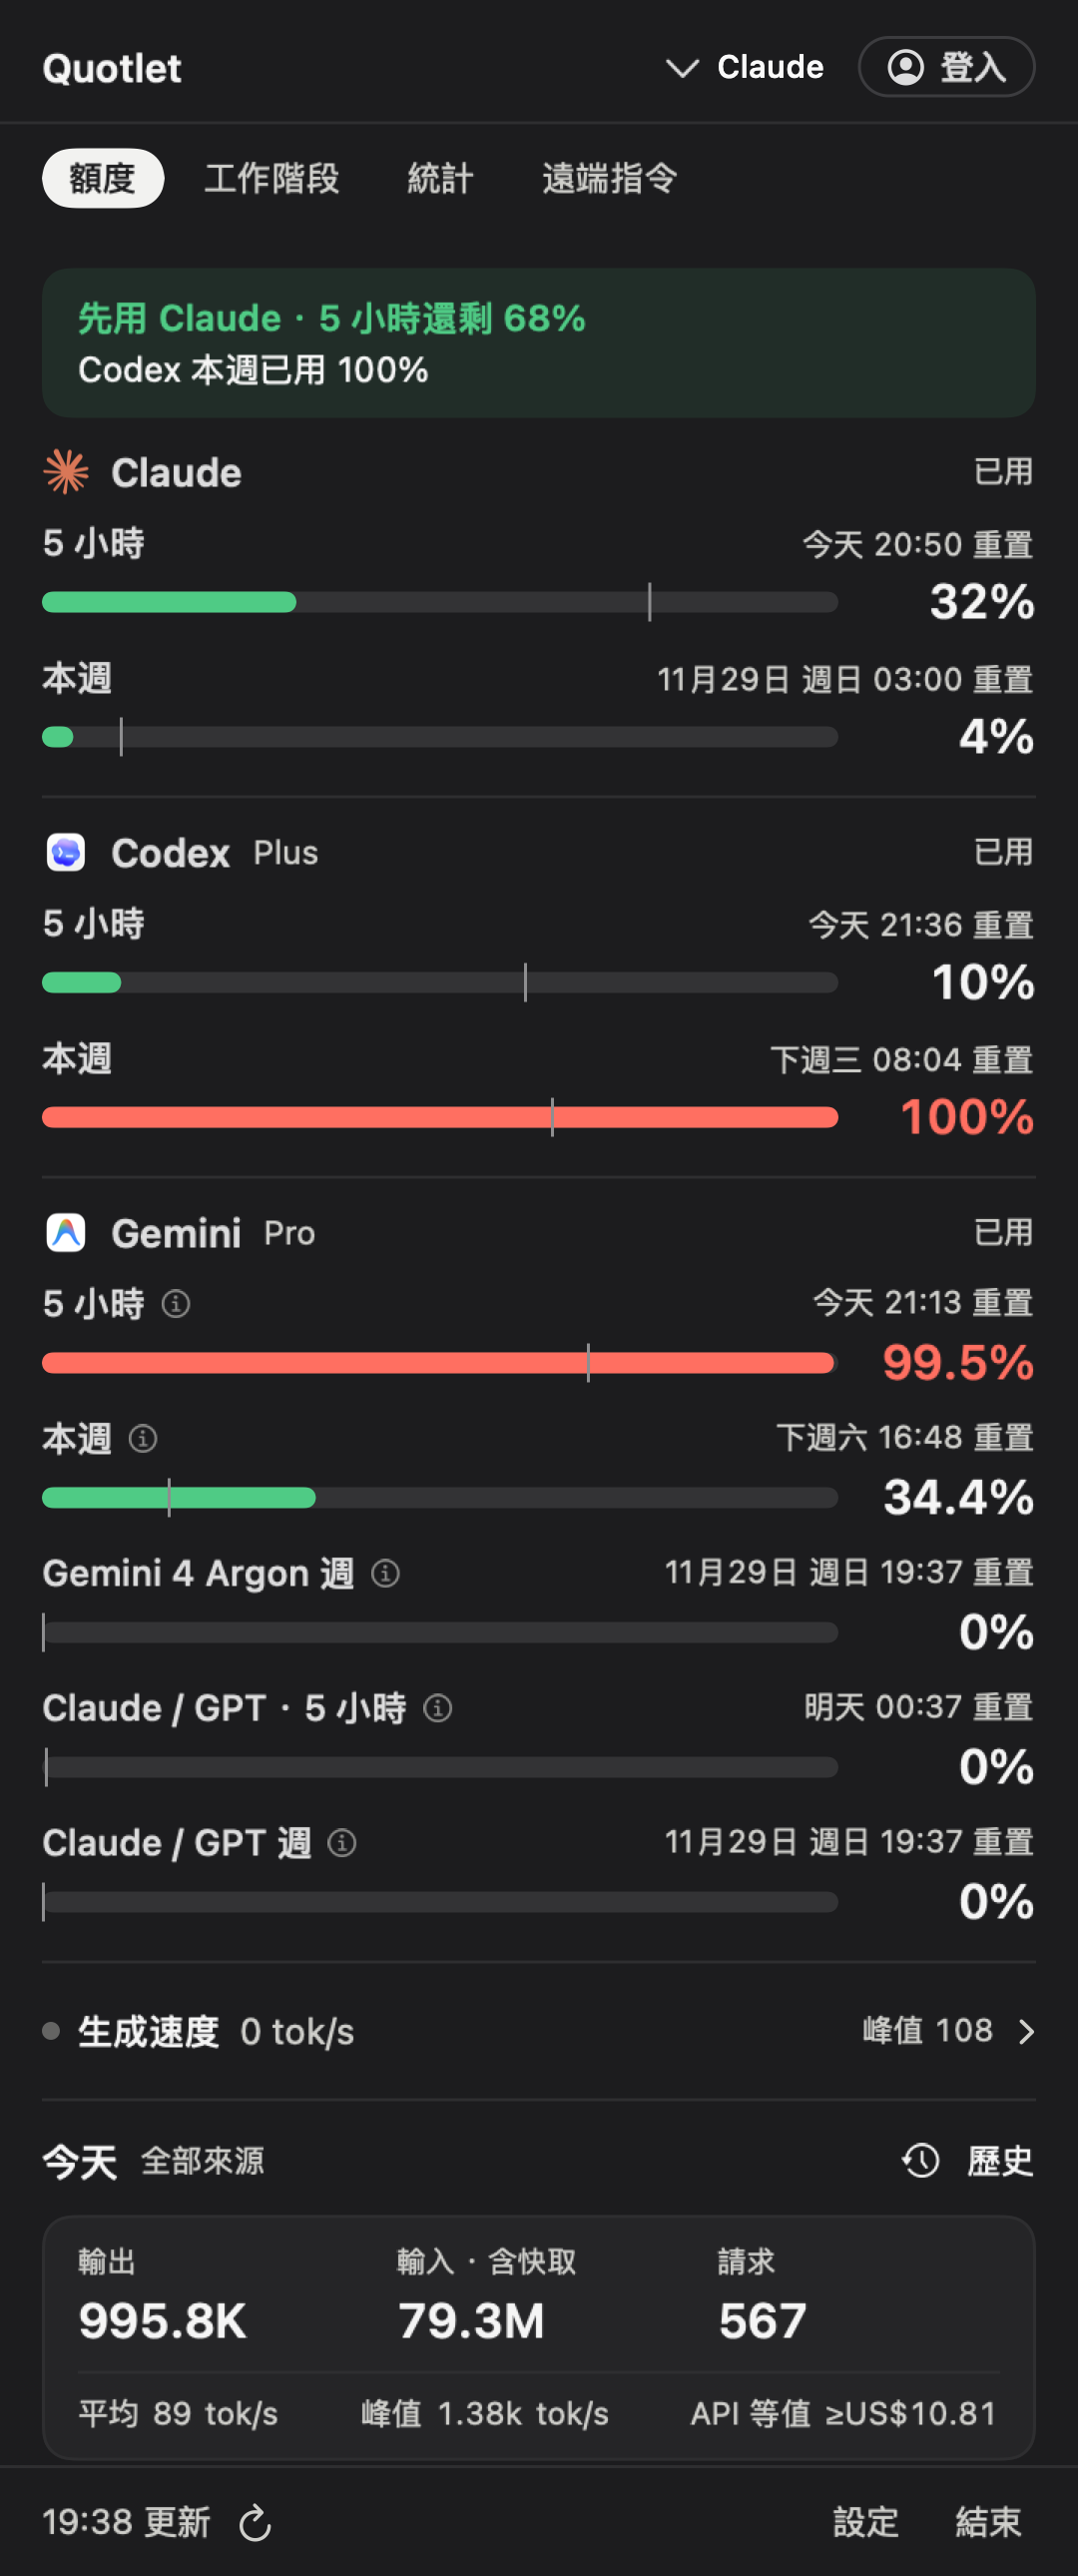 Quotlet
Claude
登入
額度 工作階段 統計 遠端指令
先用 Claude · 5 小時還剩 68%
Codex 本週已用 100%
Claude 已用
5 小時 今天 20:50 重置
32%
本週 11月29日 週日 03:00 重置
4%
Codex Plus 已用
5 小時 今天 21:36 重置
10%
本週 下週三 08:04 重置
100%
Gemini Pro 已用
5 小時 今天 21:13 重置
99.5%
本週 下週六 16:48 重置
34.4%
Gemini 4 Argon 週 11月29日 週日 19:37 重置
0%
Claude / GPT · 5 小時 明天 00:37 重置
0%
Claude / GPT 週 11月29日 週日 19:37 重置
0%
生成速度 0 tok/s 峰值 108
今天 全部來源 歷史
輸出 輸入 · 含快取 請求
995.8K 79.3M 567
平均 89 tok/s 峰值 1.38k tok/s API 等值 ≥US$10.81
19:38 更新 設定 結束